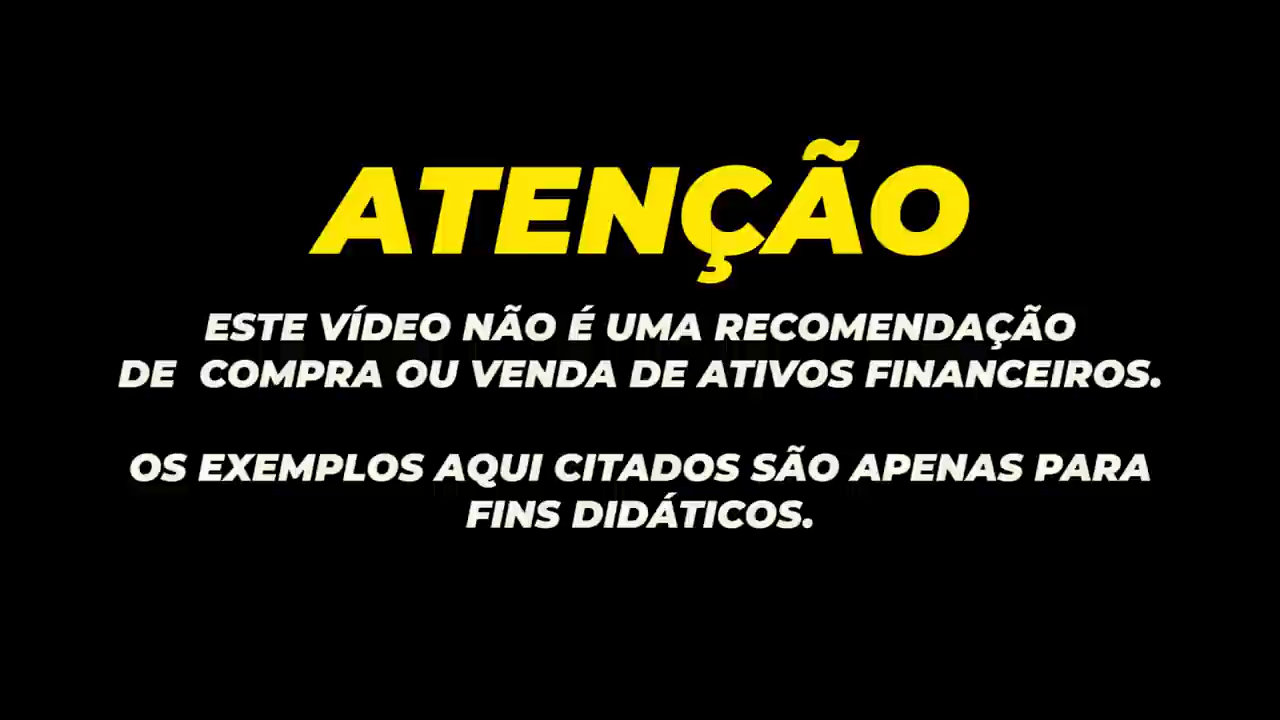 ATENÇÃO
ESTE VÍDEO NÃO É UMA RECOMENDAÇÃO
DE COMPRA OU VENDA DE ATIVOS FINANCEIROS.
OS EXEMPLOS AQUI CITADOS SÃO APENAS PARA
FINS DIDÁTICOS.